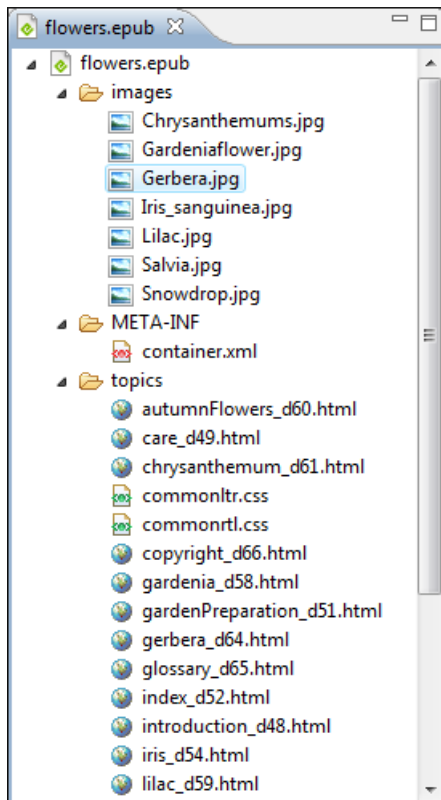 flowers.epub
flowers.epub
images
Chrysanthemums.jpg
Gardeniaflower.jpg
Gerbera.jpg
Iris_sanguinea.jpg
Lilac.jpg
Salvia.jpg
Snowdrop.jpg
META-INF
container.xml
topics
autumnFlowers_d60.html
care_d49.html
chrysanthemum_d61.html
commonltr.css
commonrtl.css
copyright_d66.html
gardenia_d58.html
gardenPreparation_d51.html
gerbera_d64.html
glossary_d65.html
index_d52.html
introduction_d48.html
iris_d54.html
lilac_d59.html